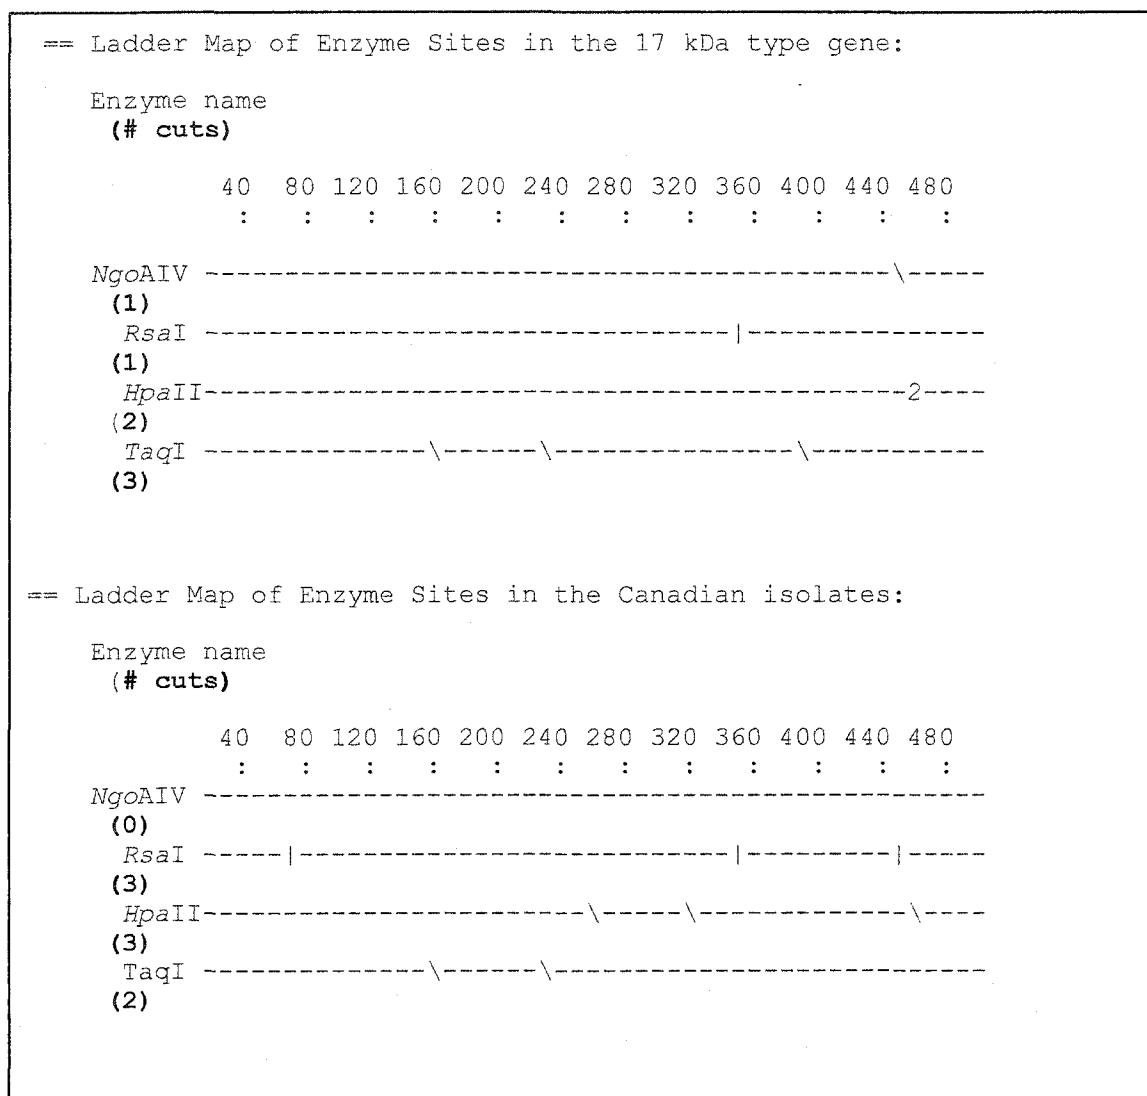 == Ladder Map of Enzyme Sites in the 17 kDa type gene:
Enzyme name
(# cuts)
40 80 120 160 200 240 280 320 360 400 440 480
: : : : : : : : : : : :
NgoAIV -------------------------------------------\-----
(1)
RsaI ---------------------------------|---------------
(1)
HpaII--------------------------------------------2----
(2)
TaqI --------------\------\---------------\-----------
(3)
== Ladder Map of Enzyme Sites in the Canadian isolates:
Enzyme name
(# cuts)
40 80 120 160 200 240 280 320 360 400 440 480
: : : : : : : : : : : :
NgoAIV -------------------------------------------------
(0)
RsaI -----|---------------------------|---------|-----
(3)
HpaII------------------------\-----\-------------\----
(3)
TaqI --------------\------\---------------------------
(2)